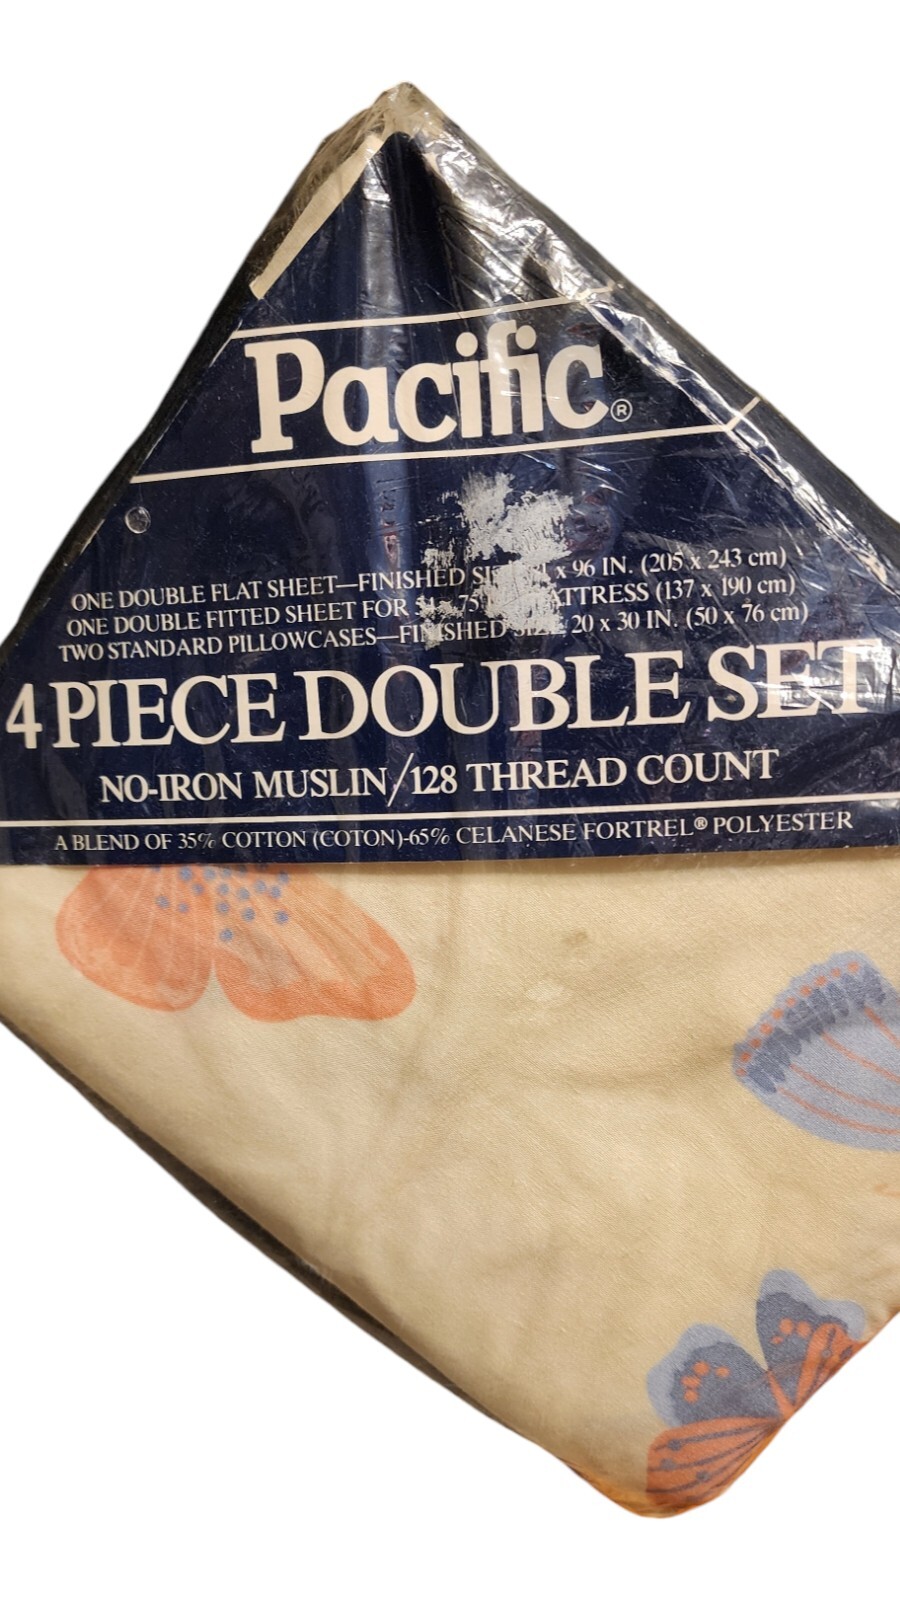 Pacific®
ONE DOUBLE FLAT SHEET—FINISHED x 96 IN. (205 x 243 cm)
ONE DOUBLE FITTED SHEET FOR (137 x 190 cm)
TWO STANDARD PILLOWCASES—FINISHED SIZE 20 x 30 IN. (50 x 76 cm)
4 PIECE DOUBLE SET
NO-IRON MUSLIN/128 THREAD COUNT
A BLEND OF 35% COTTON (COTON)-65% CELANESE FORTREL® POLYESTER